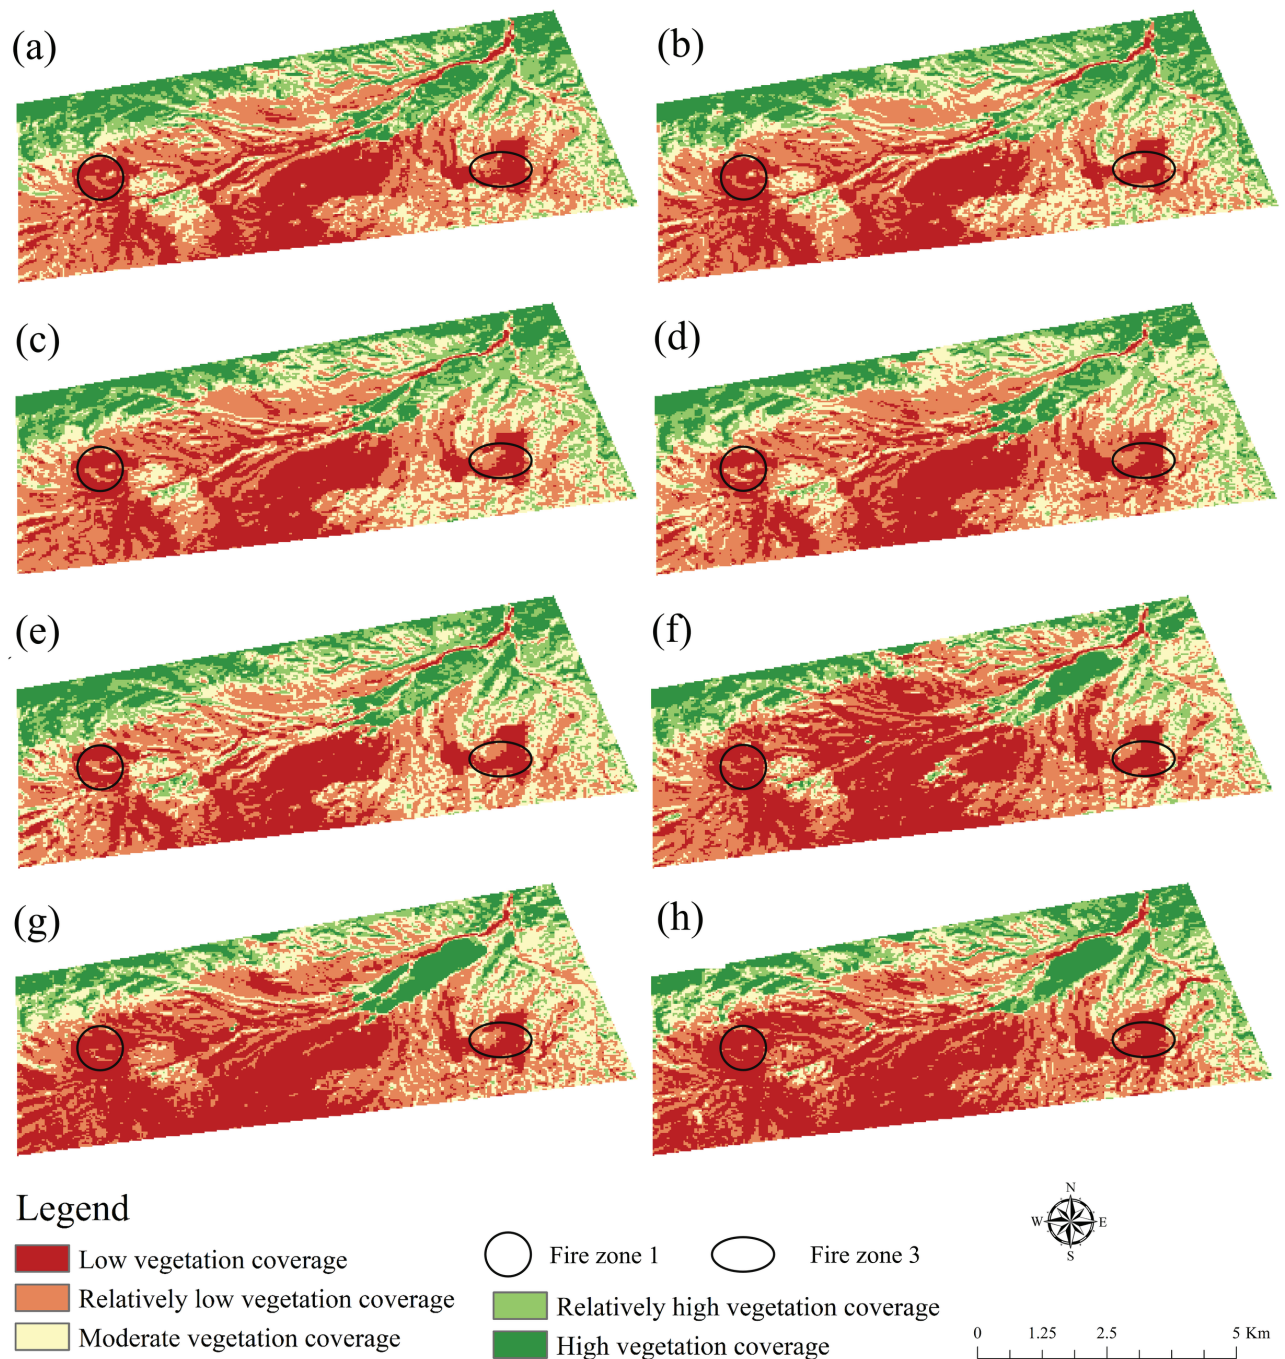 (a)
(b)
(c)
(d)
(e)
(f)
(g)
(h)
Legend
Low vegetation coverage
Relatively low vegetation coverage
Moderate vegetation coverage
Fire zone 1
Fire zone 3
Relatively high vegetation coverage
High vegetation coverage
N
W
E
S
0 1.25 2.5 5 Km